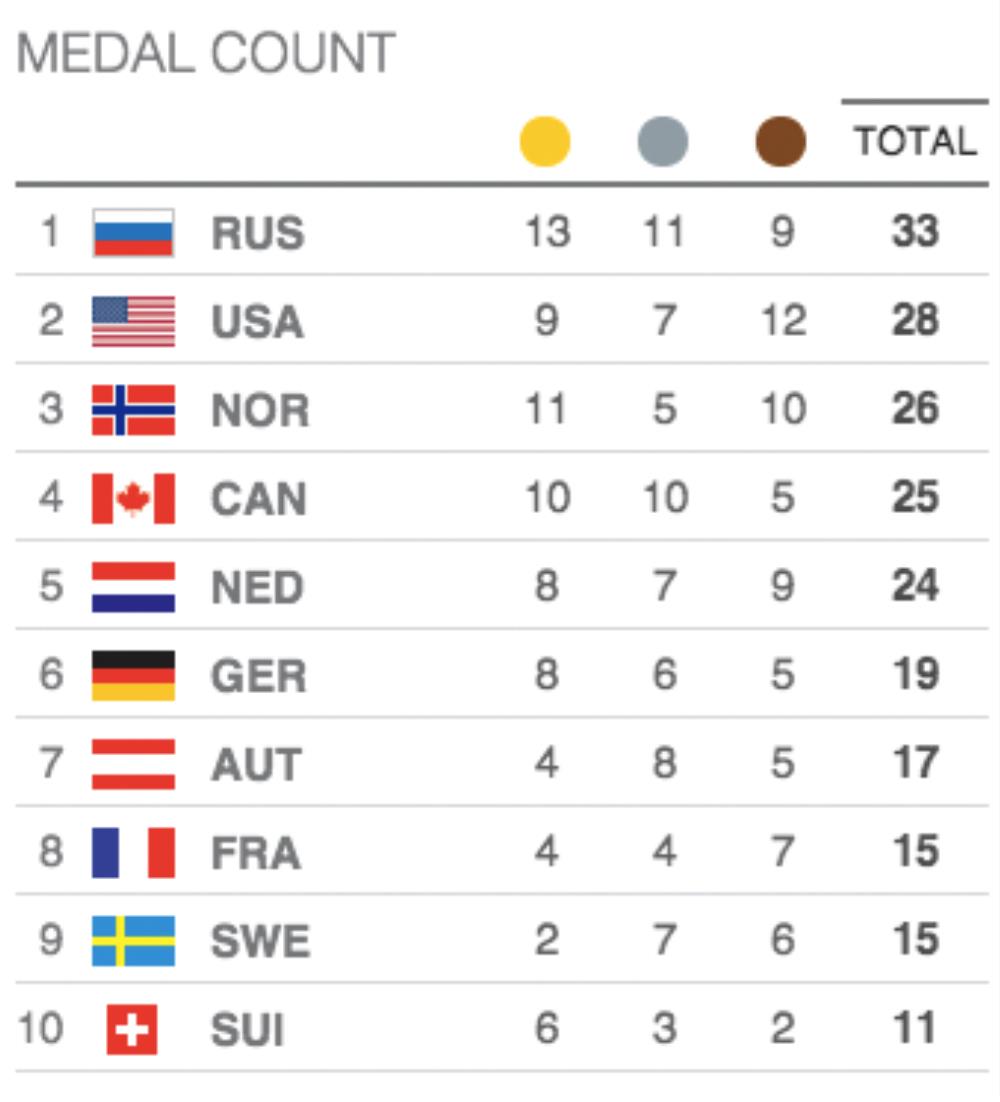 MEDAL COUNT
TOTAL
1 RUS 13 11 9 33
2 USA 9 7 12 28
3 NOR 11 5 10 26
4 CAN 10 10 5 25
5 NED 8 7 9 24
6 GER 8 6 5 19
7 AUT 4 8 5 17
8 FRA 4 4 7 15
9 SWE 2 7 6 15
10 SUI 6 3 2 11